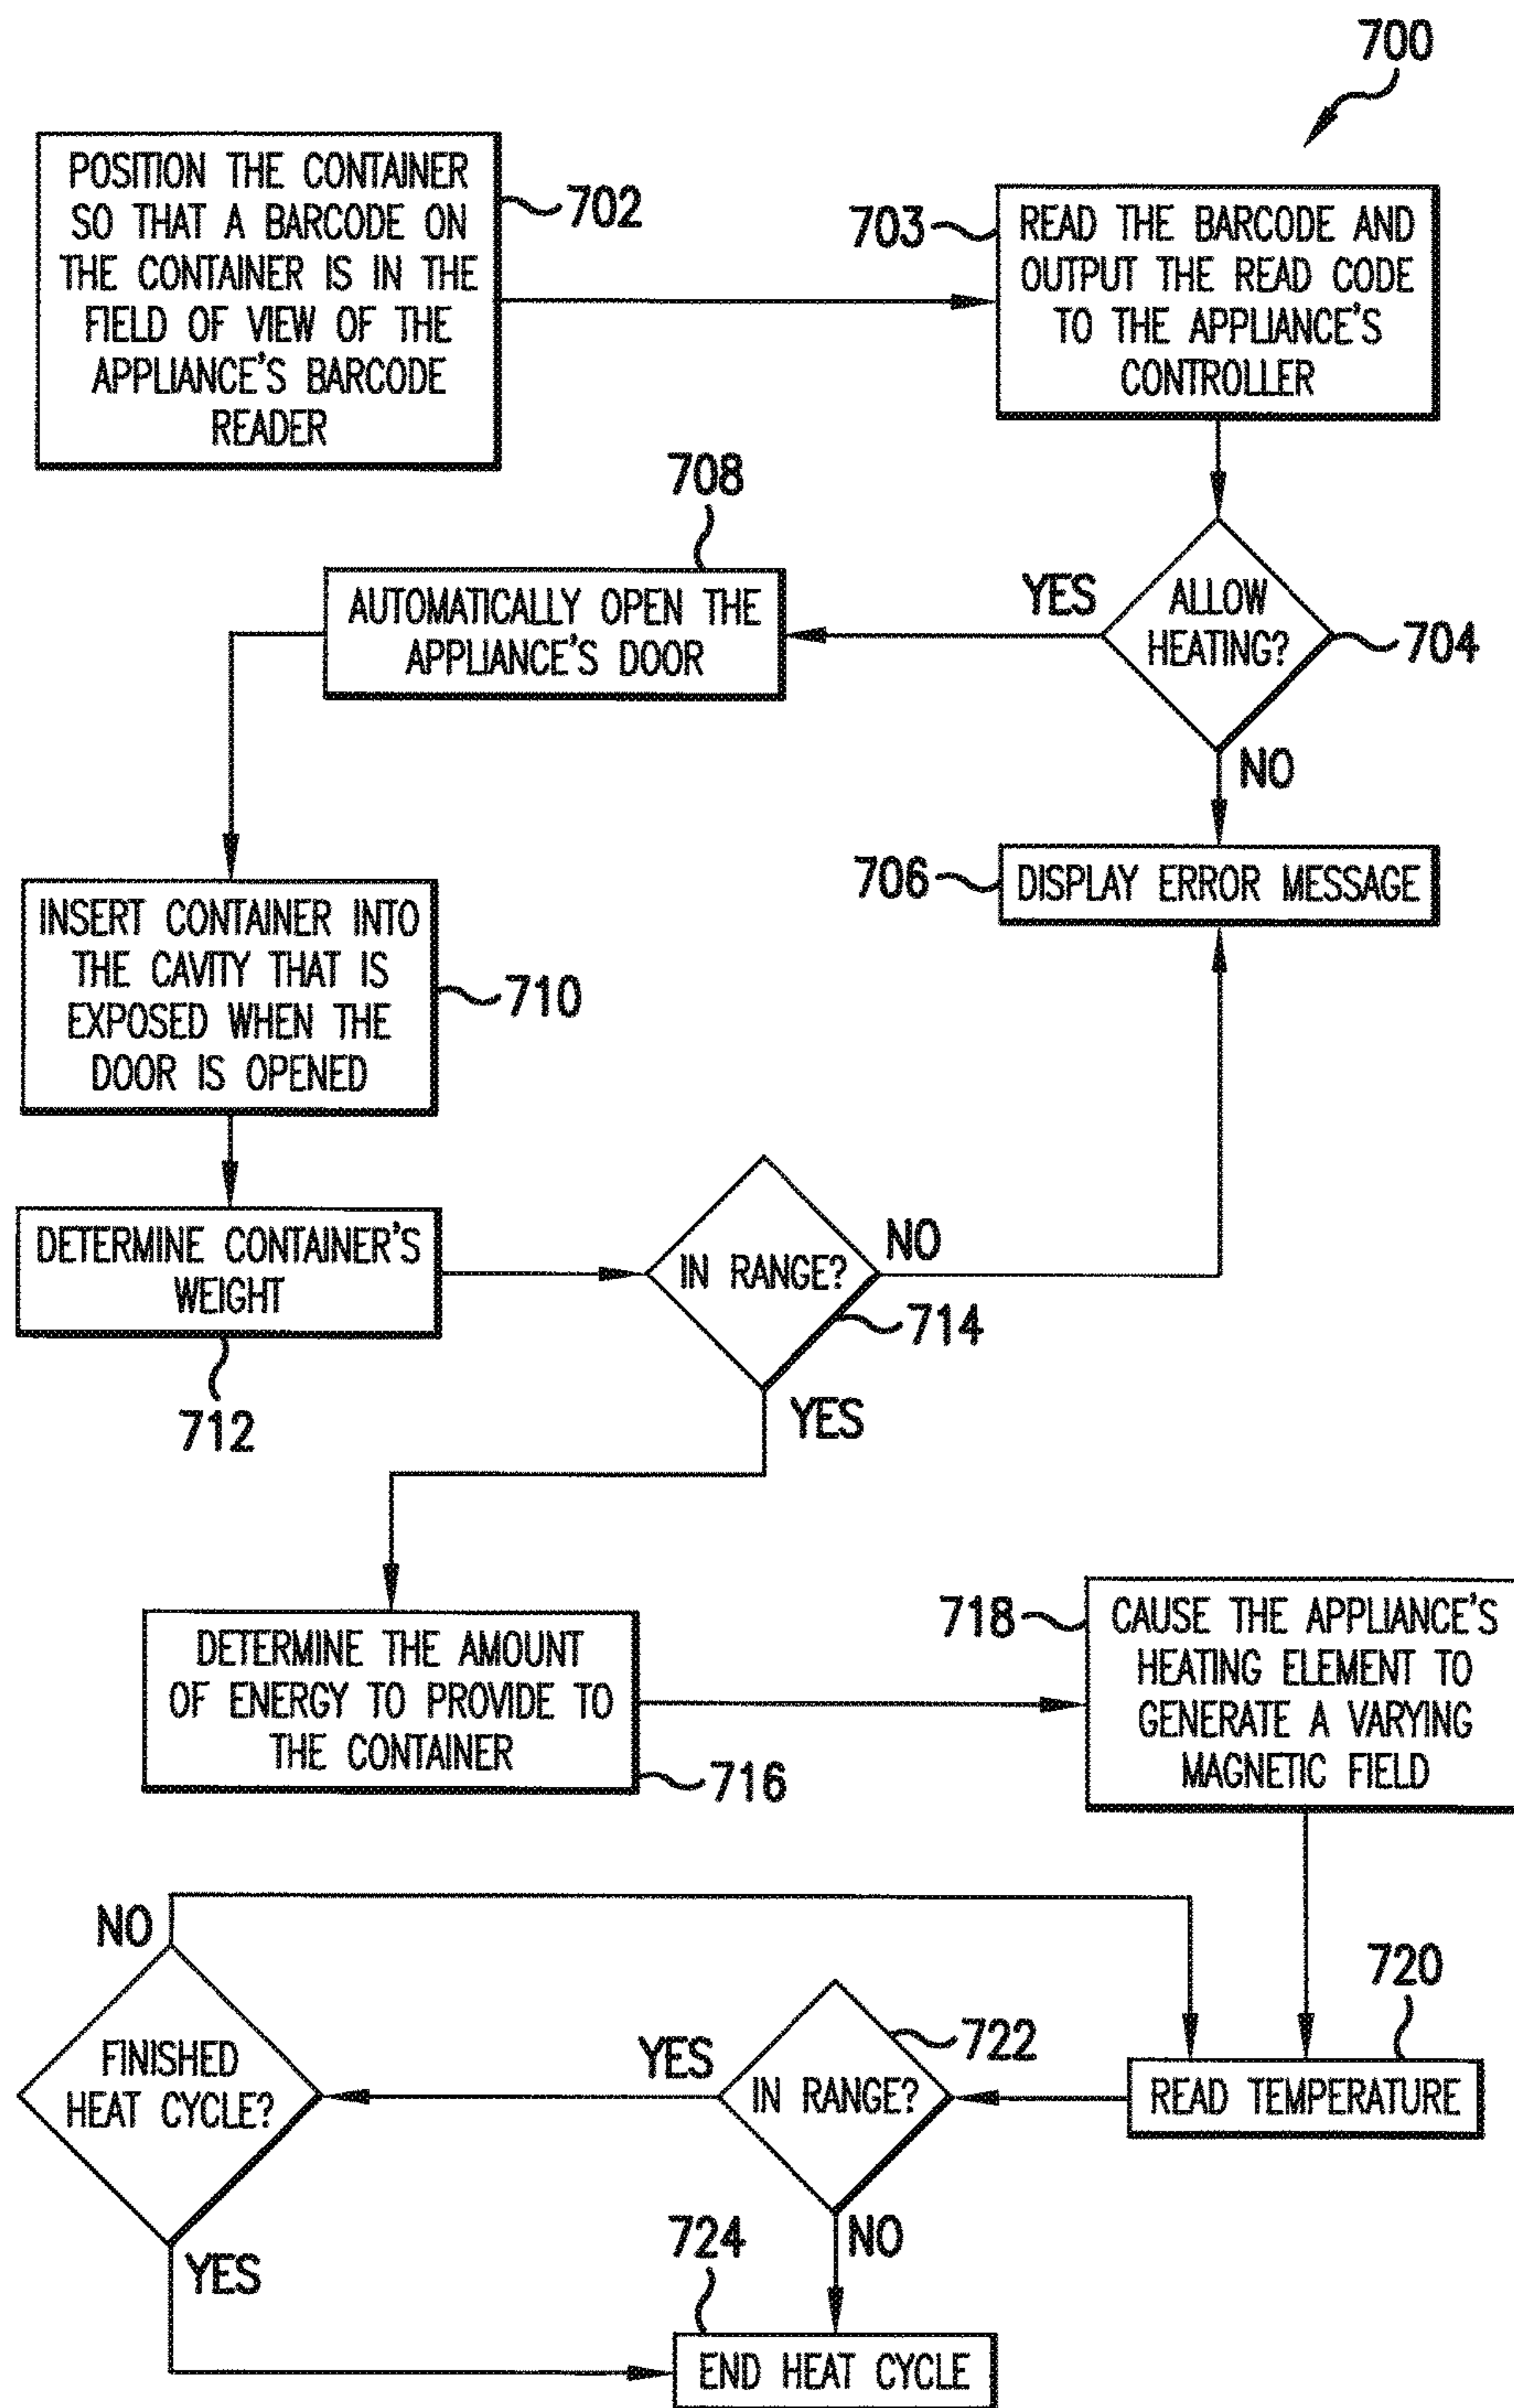 700
POSITION THE CONTAINER
SO THAT A BARCODE ON
THE CONTAINER IS IN THE
FIELD OF VIEW OF THE
APPLIANCE'S BARCODE
READER
702
703
READ THE BARCODE AND
OUTPUT THE READ CODE
TO THE APPLIANCE'S
CONTROLLER
708
AUTOMATICALLY OPEN THE
APPLIANCE'S DOOR
YES
ALLOW
HEATING?
704
NO
706
DISPLAY ERROR MESSAGE
INSERT CONTAINER INTO
THE CAVITY THAT IS
EXPOSED WHEN THE
DOOR IS OPENED
710
DETERMINE CONTAINER'S
WEIGHT
712
IN RANGE?
NO
714
YES
DETERMINE THE AMOUNT
OF ENERGY TO PROVIDE TO
THE CONTAINER
716
718
CAUSE THE APPLIANCE'S
HEATING ELEMENT TO
GENERATE A VARYING
MAGNETIC FIELD
720
READ TEMPERATURE
722
IN RANGE?
YES
NO
NO
FINISHED
HEAT CYCLE?
YES
724
END HEAT CYCLE